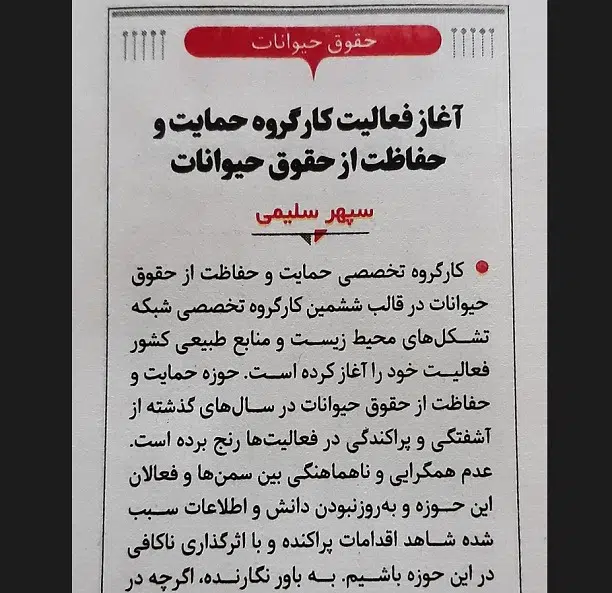 حقوق حیوانات
آغاز فعالیت کارگروه حمایت و
حفاظت از حقوق حیوانات
سپهر سلیمی
کارگروه تخصصی حمایت و حفاظت از حقوق
حیوانات در قالب ششمین کارگروه تخصصی شبکه
تشکل‌های محیط زیست و منابع طبیعی کشور
فعالیت خود را آغاز کرده است. حوزه حمایت و
حفاظت از حقوق حیوانات در سال‌های گذشته از
آشفتگی و پراکندگی در فعالیت‌ها رنج برده است.
عدم همگرایی و ناهماهنگی بین سمن‌ها و فعالان
این حوزه و به‌روزنبودن دانش و اطلاعات سبب
شده شاهد اقدامات پراکنده و با اثرگذاری ناکافی
در این حوزه باشیم. به باور نگارنده، اگرچه در